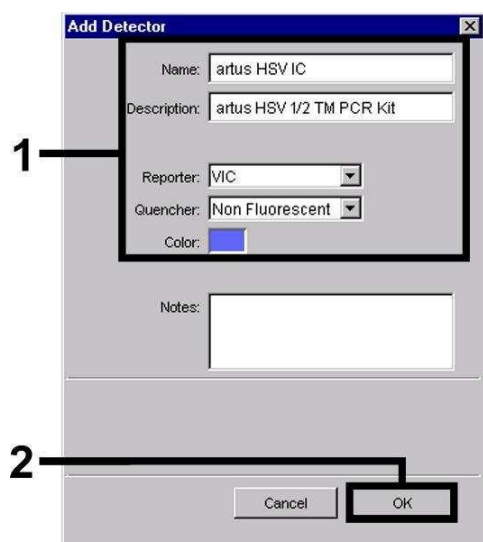 Add Detector
Name: artus HSV IC
Description: artus HSV 1/2 TM PCR Kit
1
Reporter: VIC
Quencher: Non Fluorescent
Color:
Notes:
2
Cancel OK